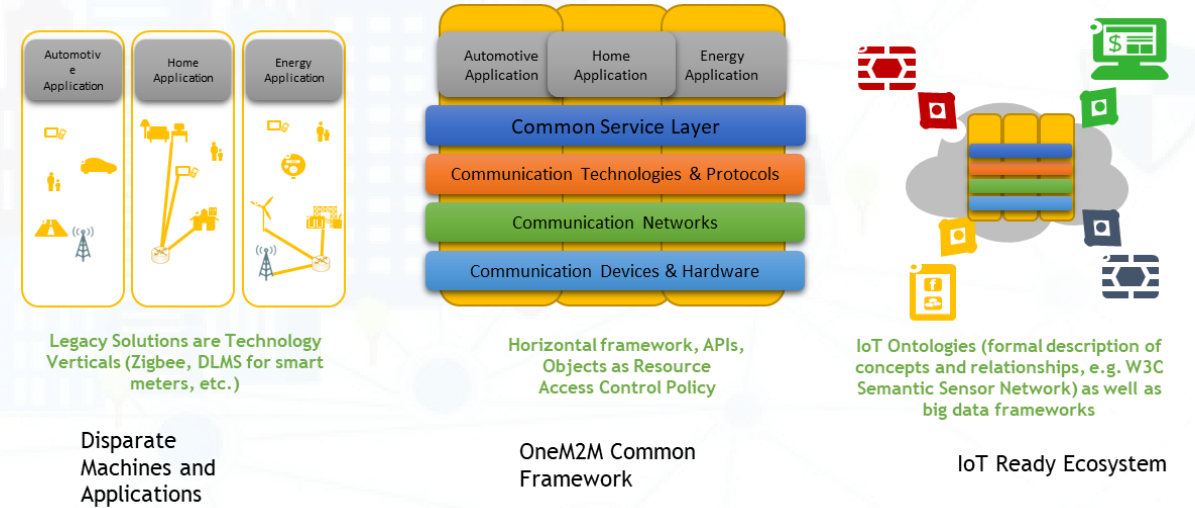 Automotiv
e
Application
Home
Application
Energy
Application
Legacy Solutions are Technology
Verticals (Zigbee, DLMS for smart
meters, etc.)
Disparate
Machines and
Applications
Automotive
Application
Home
Application
Energy
Application
Common Service Layer
Communication Technologies & Protocols
Communication Networks
Communication Devices & Hardware
Horizontal framework, APIs,
Objects as Resource
Access Control Policy
OneM2M Common
Framework
$
f
IoT Ontologies (formal description of
concepts and relationships, e.g. W3C
Semantic Sensor Network) as well as
big data frameworks
IoT Ready Ecosystem